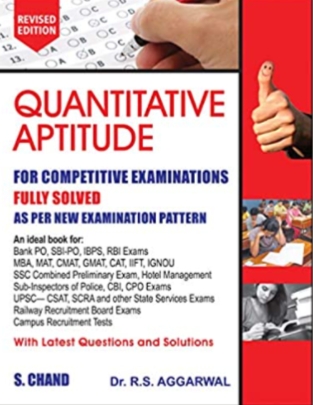 REVISED
EDITION
QUANTITATIVE
APTITUDE
FOR COMPETITIVE EXAMINATIONS
FULLY SOLVED
AS PER NEW EXAMINATION PATTERN
An ideal book for:
Bank PO, SBI-PO, IBPS, RBI Exams
MBA, MAT, CMAT, GMAT, CAT, IIFT, IGNOU
SSC Combined Preliminary Exam, Hotel Management
Sub-Inspectors of Police, CBI, CPO Exams
UPSC— CSAT, SCRA and other State Services Exams
Railway Recruitment Board Exams
Campus Recruitment Tests
With Latest Questions and Solutions
S. CHAND Dr. R.S. AGGARWAL